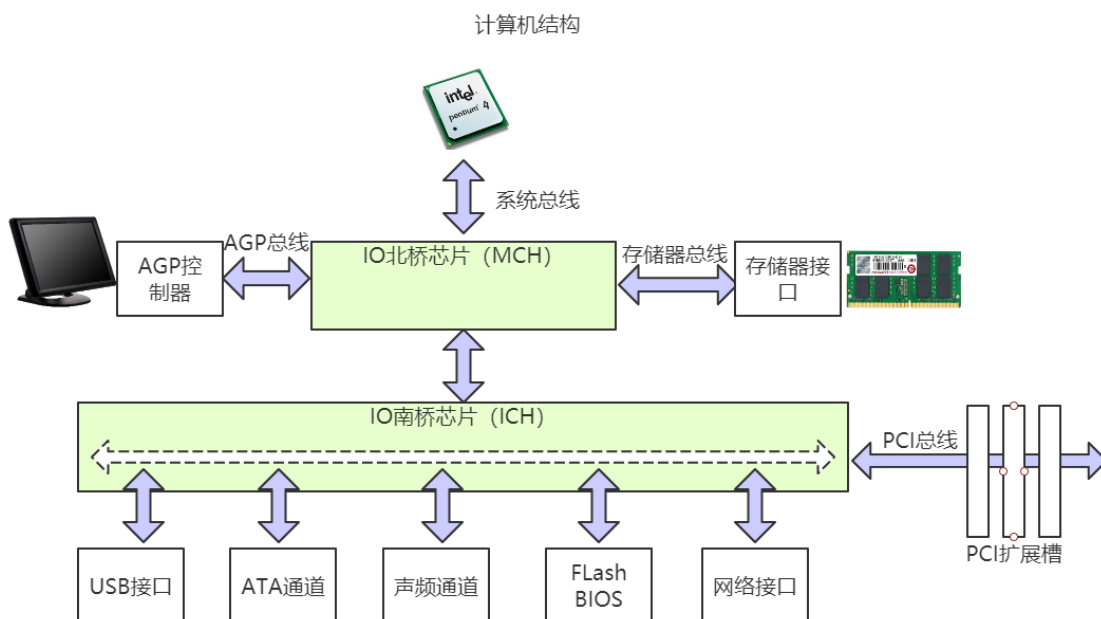 计算机结构
intel
pentium 4
系统总线
AGP总线
IO北桥芯片（MCH）
存储器总线
AGP控
制器
存储器接
口
IO南桥芯片（ICH）
PCI总线
PCI扩展槽
USB接口
ATA通道
声频通道
FLash
BIOS
网络接口